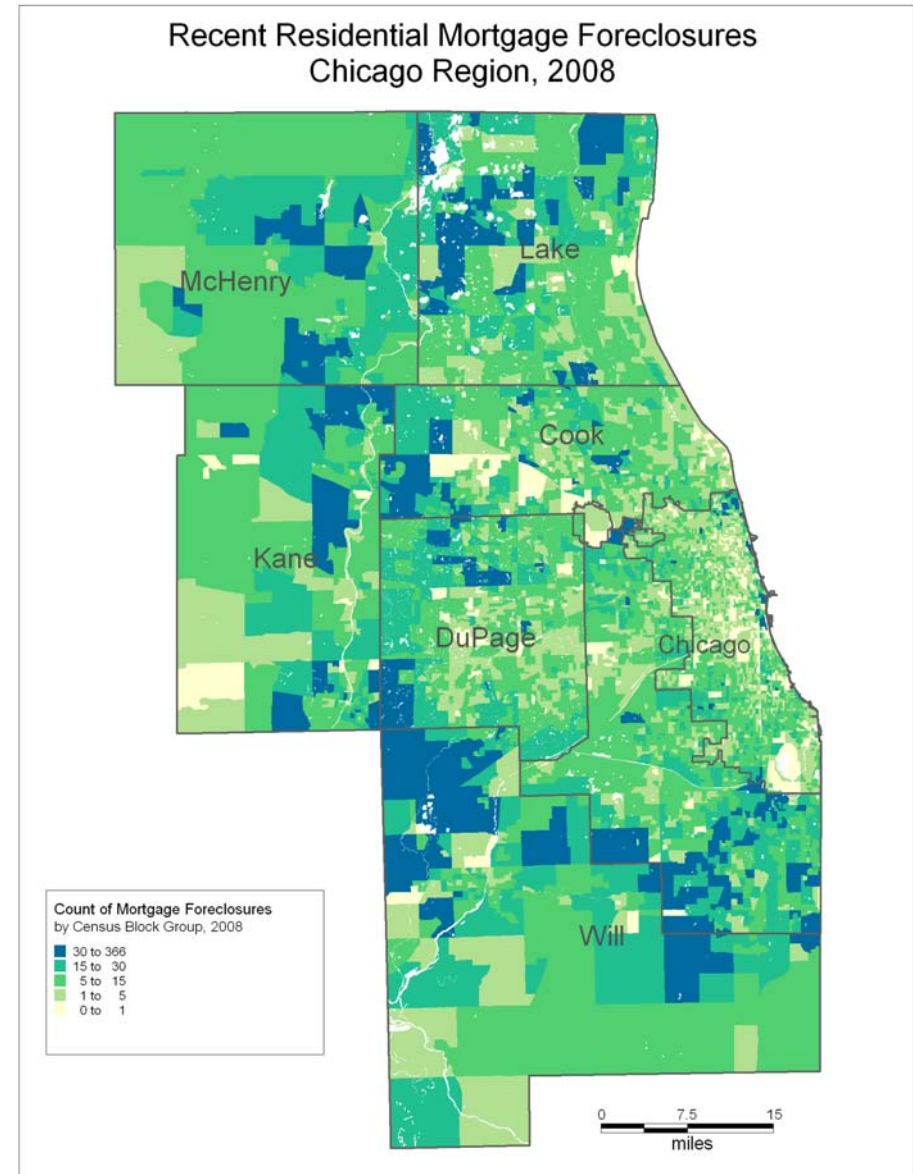 Recent Residential Mortgage Foreclosures
Chicago Region, 2008
McHenry
Lake
Cook
Kane
DuPage
Chicago
Will
Count of Mortgage Foreclosures
by Census Block Group, 2008
30 to 366
15 to 30
5 to 15
1 to 5
0 to 1
0 7.5 15
miles